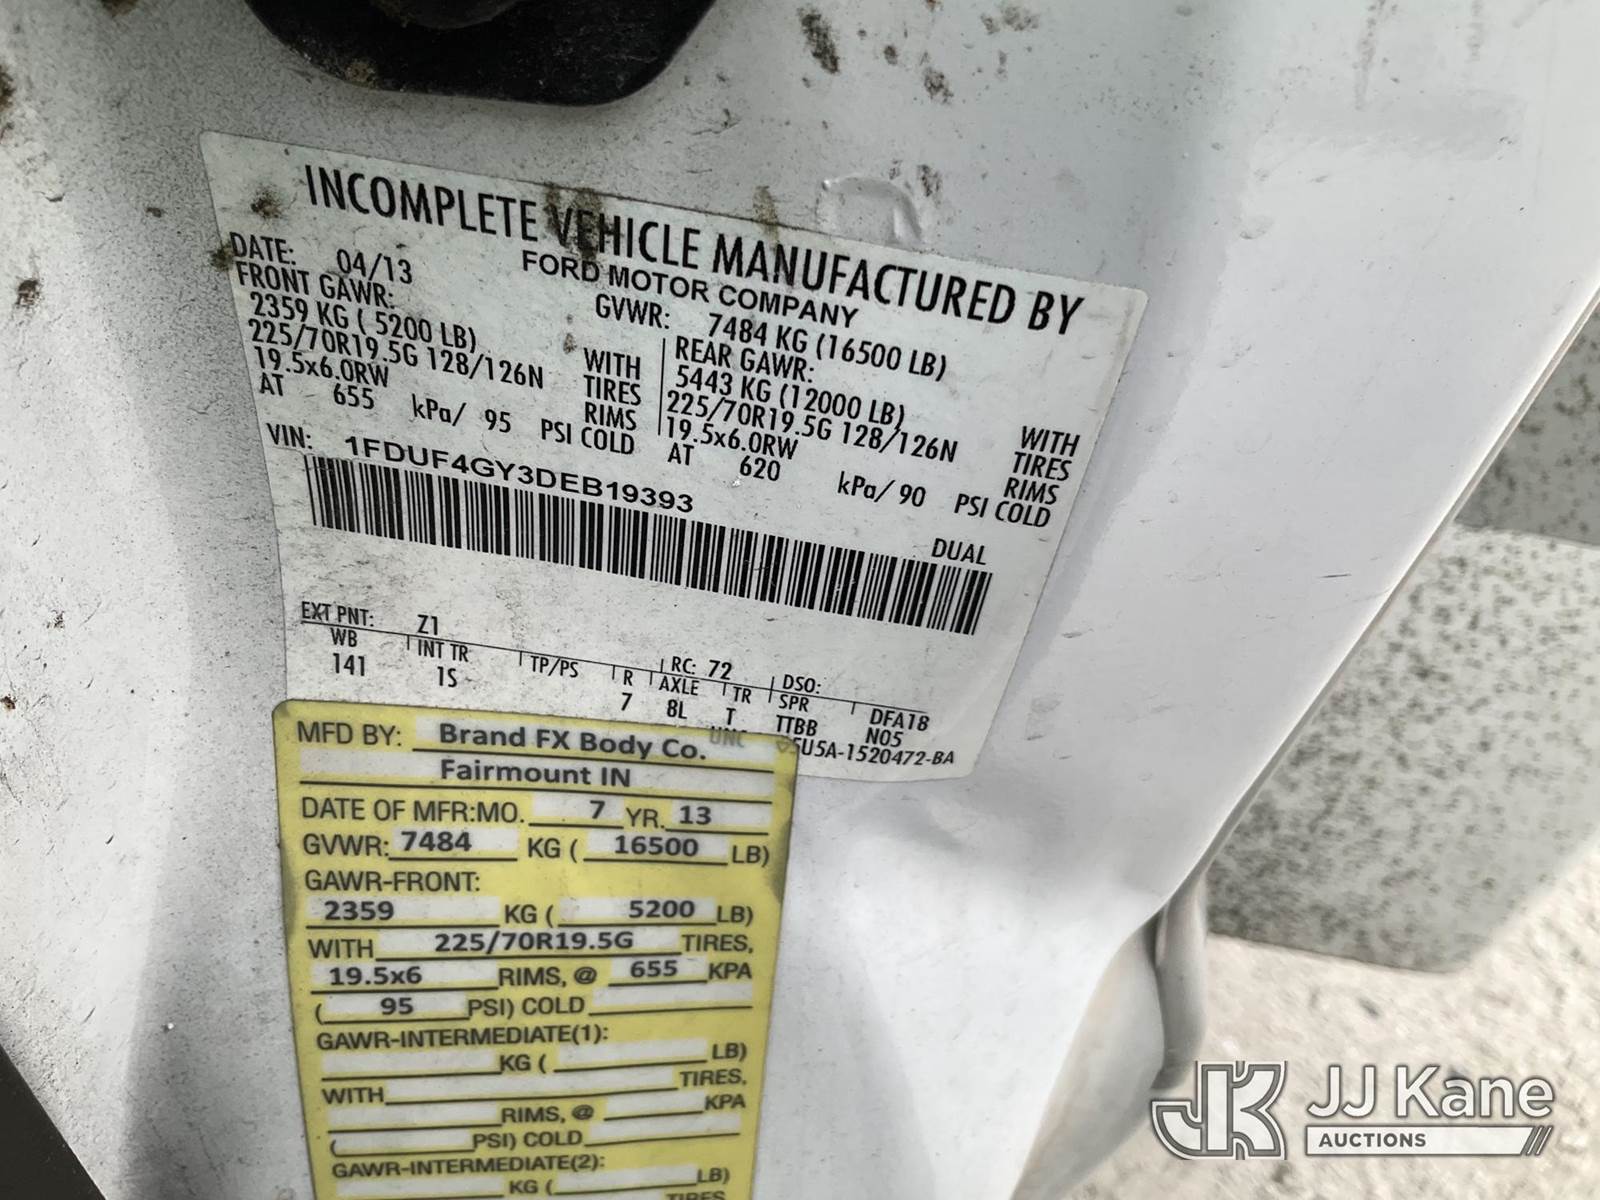 INCOMPLETE VEHICLE MANUFACTURED BY
FORD MOTOR COMPANY
DATE: 04/13 GVWR: 7484 KG (16500 LB)
FRONT GAWR: REAR GAWR:
2359 KG ( 5200 LB) WITH 5443 KG (12000 LB) WITH
225/70R19.5G 128/126N TIRES 225/70R19.5G 128/126N TIRES
19.5x6.0RW RIMS 19.5x6.0RW RIMS
AT 655 kPa/ 95 PSI COLD AT 620 kPa/ 90 PSI COLD
VIN: 1FDUF4GY3DEB19393
DUAL
EXT PNT: Z1 RC: 72 DSO:
WB INT TR TP/PS R AXLE TR SPR DFA18
141 1S 7 8L T TTBB N05
UNC 5U5A-1520472-BA
MFD BY: Brand FX Body Co.
Fairmount IN
DATE OF MFR:MO. 7 YR. 13
GVWR: 7484 KG ( 16500 LB)
GAWR-FRONT:
2359 KG ( 5200 LB)
WITH 225/70R19.5G TIRES,
19.5x6 RIMS, @ 655 KPA
( 95 PSI) COLD
GAWR-INTERMEDIATE(1):
KG ( LB)
WITH TIRES,
RIMS, @ KPA
( PSI) COLD
GAWR-INTERMEDIATE(2):
KG ( LB)
TIRES
JK JJ Kane
AUCTIONS